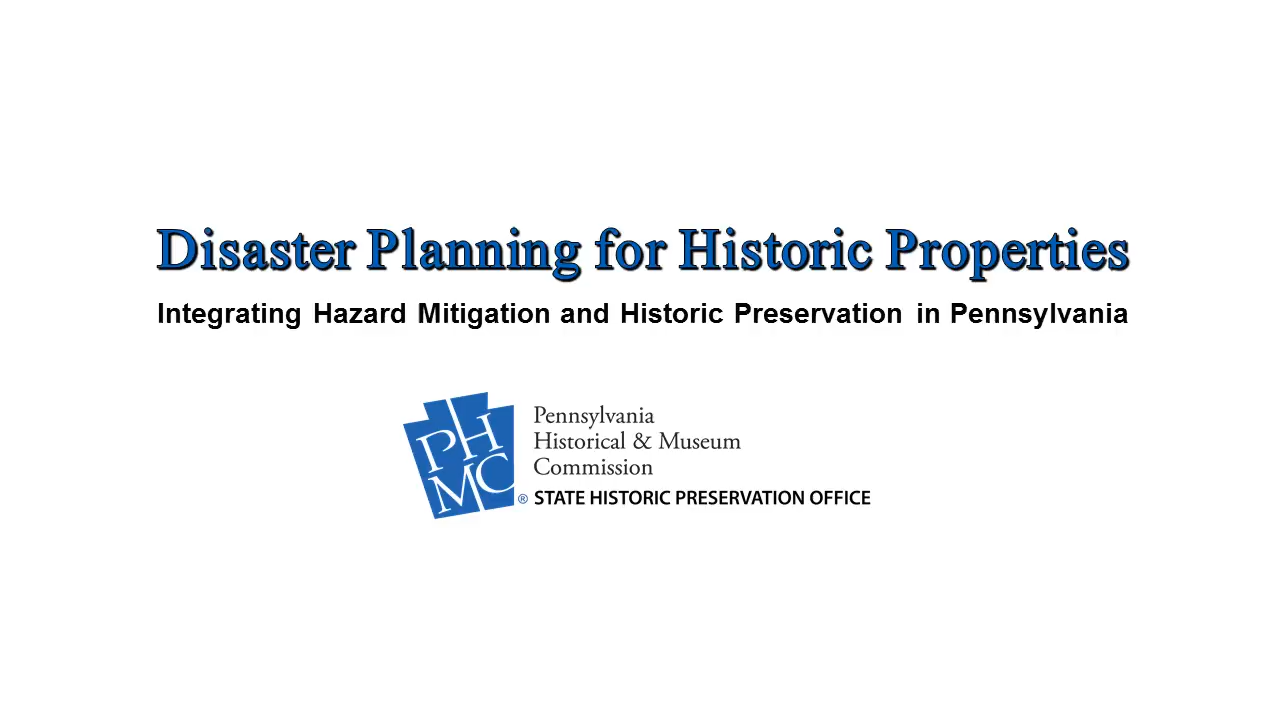 Disaster Planning for Historic Properties
Integrating Hazard Mitigation and Historic Preservation in Pennsylvania
PH
MC
®
Pennsylvania
Historical & Museum
Commission
STATE HISTORIC PRESERVATION OFFICE